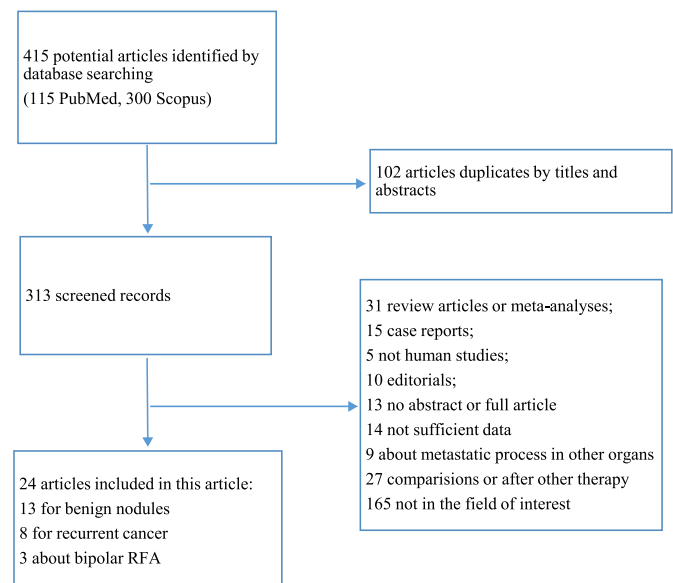 415 potential articles identified by
database searching
(115 PubMed, 300 Scopus)
102 articles duplicates by titles and
abstracts
313 screened records
31 review articles or meta-analyses;
15 case reports;
5 not human studies;
10 editorials;
13 no abstract or full article
14 not sufficient data
9 about metastatic process in other organs
27 comparisions or after other therapy
165 not in the field of interest
24 articles included in this article:
13 for benign nodules
8 for recurrent cancer
3 about bipolar RFA